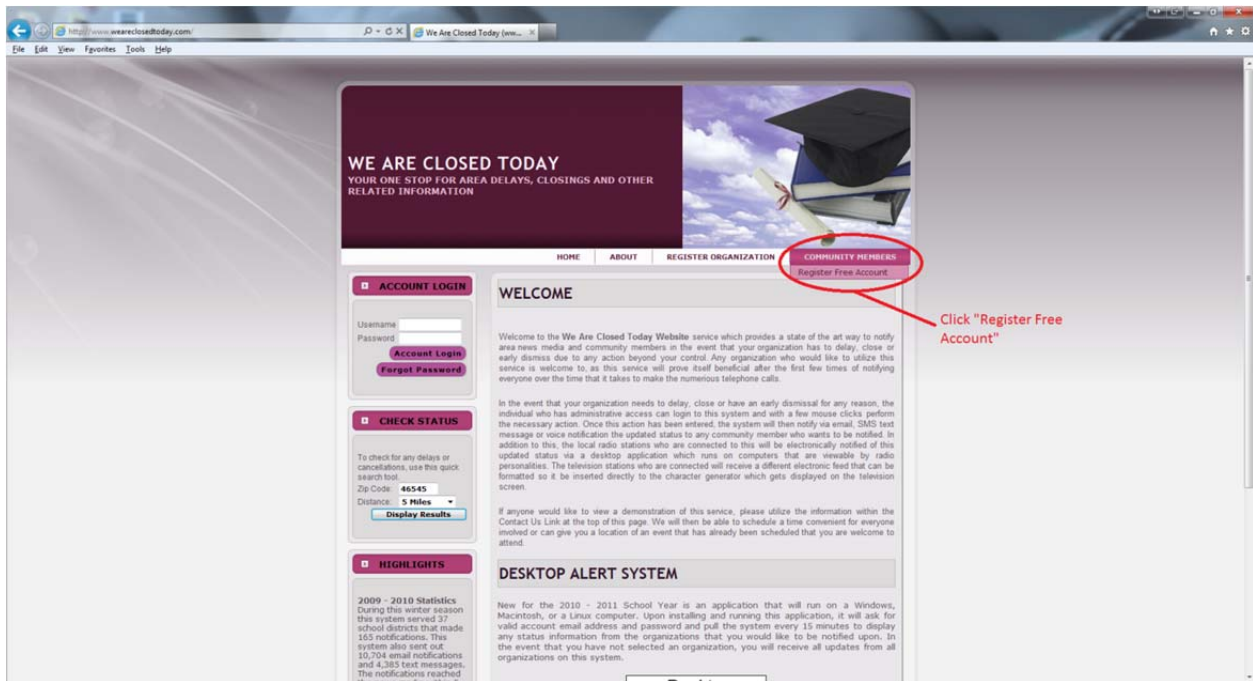 http://www.weareclosedtoday.com/
We Are Closed Today (ww...
File Edit View Favorites Tools Help
WE ARE CLOSED TODAY
YOUR ONE STOP FOR AREA DELAYS, CLOSINGS AND OTHER
RELATED INFORMATION
HOME ABOUT REGISTER ORGANIZATION COMMUNITY MEMBERS
Register Free Account
Click "Register Free
Account"
ACCOUNT LOGIN
Username
Password
Account Login
Forgot Password
CHECK STATUS
To check for any delays or
cancellations, use this quick
search tool.
Zip Code: 46545
Distance: 5 Miles
Display Results
HIGHLIGHTS
2009 - 2010 Statistics
During this winter season
this system served 37
school districts that made
165 notifications. This
system also sent out
10,704 email notifications
and 4,385 text messages.
The notifications reached
WELCOME
Welcome to the We Are Closed Today Website service which provides a state of the art way to notify
area news media and community members in the event that your organization has to delay, close or
early dismiss due to any action beyond your control. Any organization who would like to utilize this
service is welcome to, as this service will prove itself beneficial after the first few times of notifying
everyone over the time that it takes to make the numerious telephone calls.
In the event that your organization needs to delay, close or have an early dismissal for any reason, the
individual who has administrative access can login to this system and with a few mouse clicks perform
the necessary action. Once this action has been entered, the system will then notify via email, SMS text
message or voice notification the updated status to any community member who wants to be notified. In
addition to this, the local radio stations who are connected to this will be electronically notified of this
updated status via a desktop application which runs on computers that are viewable by radio
personalities. The television stations who are connected will receive a different electronic feed that can be
formatted so it be inserted directly to the character generator which gets displayed on the television
screen.
If anyone would like to view a demonstration of this service, please utilize the information within the
Contact Us Link at the top of this page. We will then be able to schedule a time convenient for everyone
involved or can give you a location of an event that has already been scheduled that you are welcome to
attend.
DESKTOP ALERT SYSTEM
New for the 2010 - 2011 School Year is an application that will run on a Windows,
Macintosh, or a Linux computer. Upon installing and running this application, it will ask for
valid account email address and password and pull the system every 15 minutes to display
any status information from the organizations that you would like to be notified upon. In
the event that you have not selected an organization, you will receive all updates from all
organizations on this system.